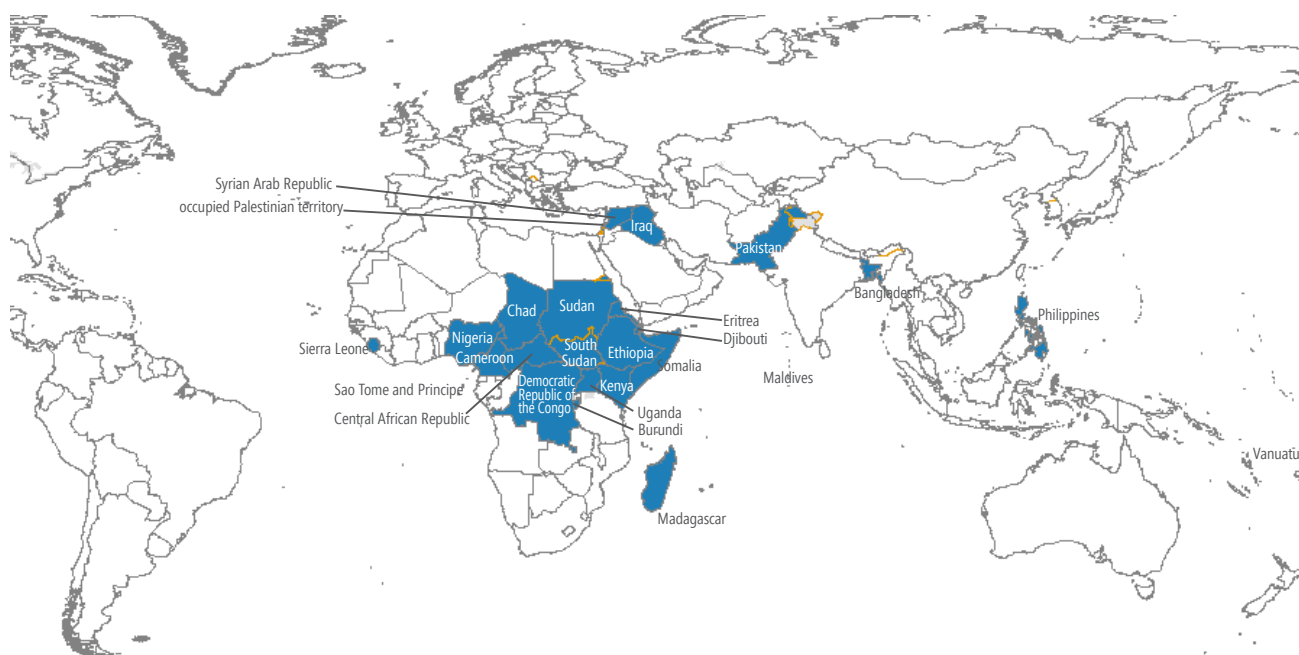 Syrian Arab Republic
occupied Palestinian territory
Iraq
Pakistan
Bangladesh
Philippines
Chad
Sudan
Eritrea
Djibouti
Nigeria
Cameroon
South
Sudan
Ethiopia
Somalia
Sierra Leone
Maldives
Sao Tome and Principe
Central African Republic
Democratic
Republic of
the Congo
Kenya
Uganda
Burundi
Vanuatu
Madagascar